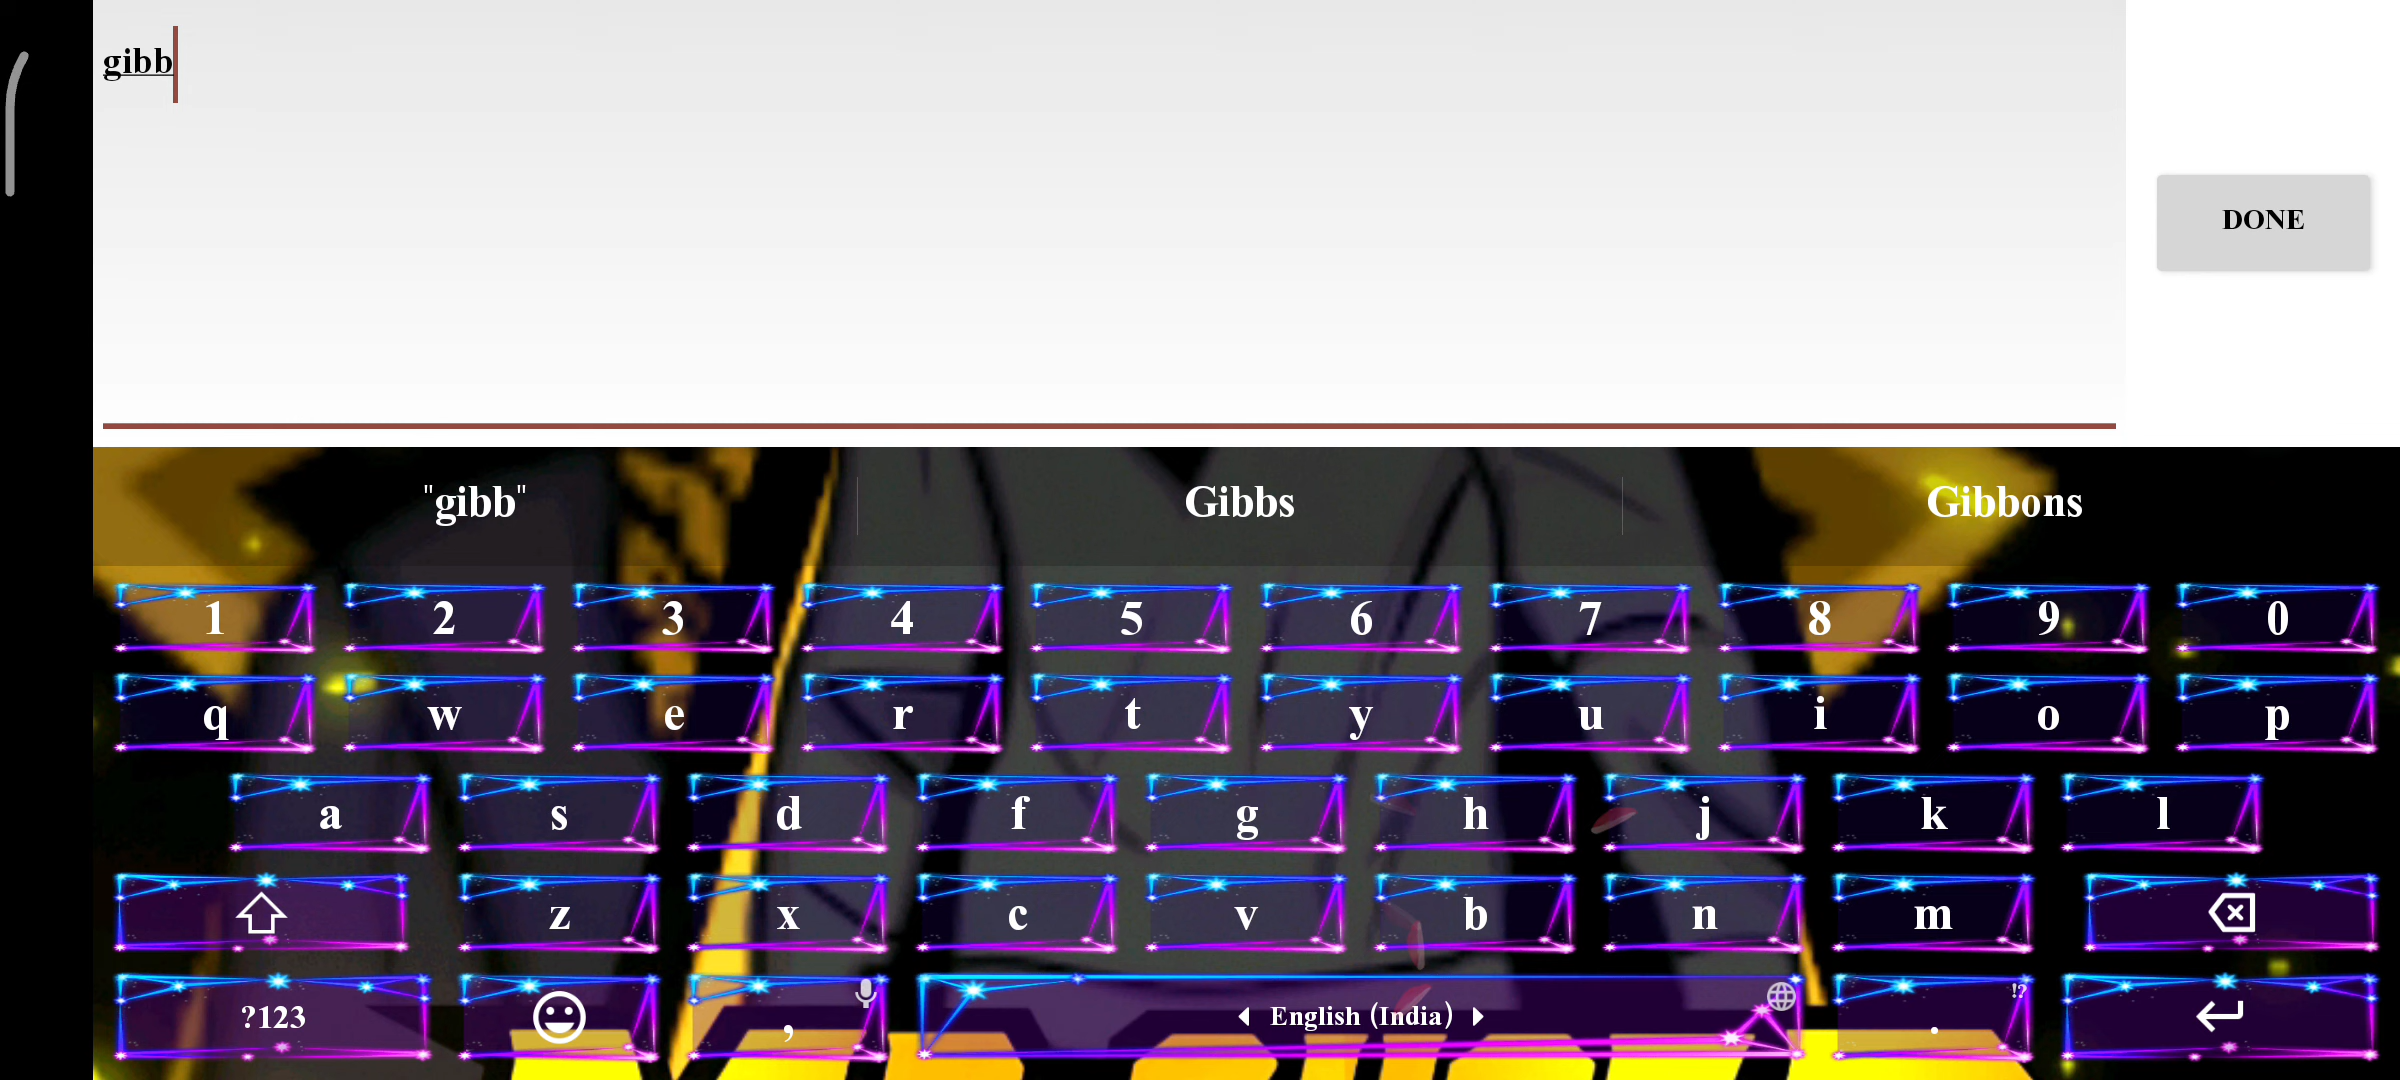 gibb
DONE
"gibb" Gibbs Gibbons
1 2 3 4 5 6 7 8 9 0
q w e r t y u i o p
a s d f g h j k l
z x c v b n m
?123 , English (India) . !?